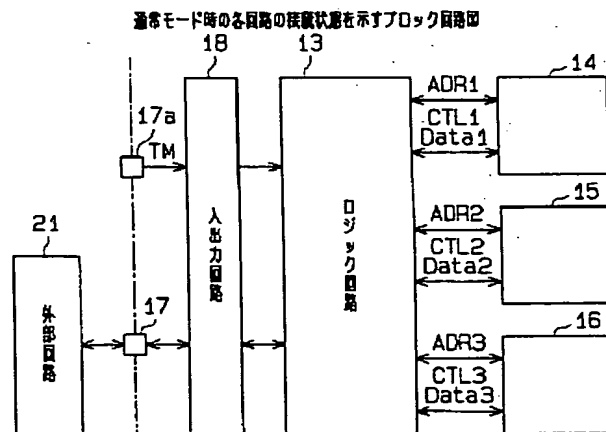 通常モード時の各回路の接続状態を示すブロック回路図
18
13
14
17a
TM
ADR1
CTL1
Data1
15
入出力回路
ロジック回路
ADR2
CTL2
Data2
21
17
外部回路
16
ADR3
CTL3
Data3